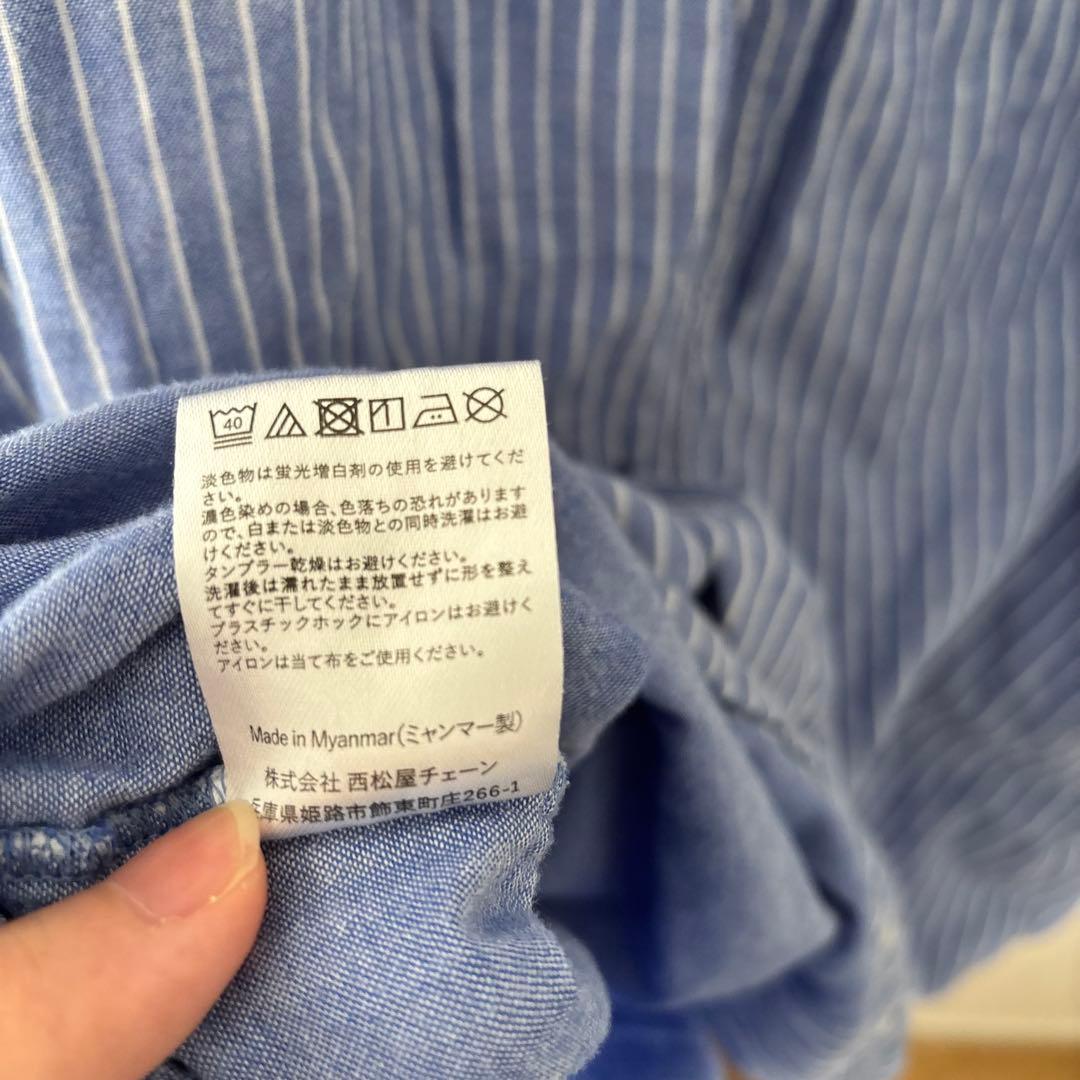 40
淡色物は蛍光増白剤の使用を避けてくだ
さい。
濃色染めの場合、色落ちの恐れがあります
ので、白または淡色物との同時洗濯はお避
けください。
タンブラー乾燥はお避けください。
洗濯後は濡れたまま放置せずに形を整え
てすぐに干してください。
プラスチックホックにアイロンはお避けく
ださい。
アイロンは当て布をご使用ください。
Made in Myanmar(ミャンマー製)
株式会社 西松屋チェーン
兵庫県姫路市飾東町庄266-1